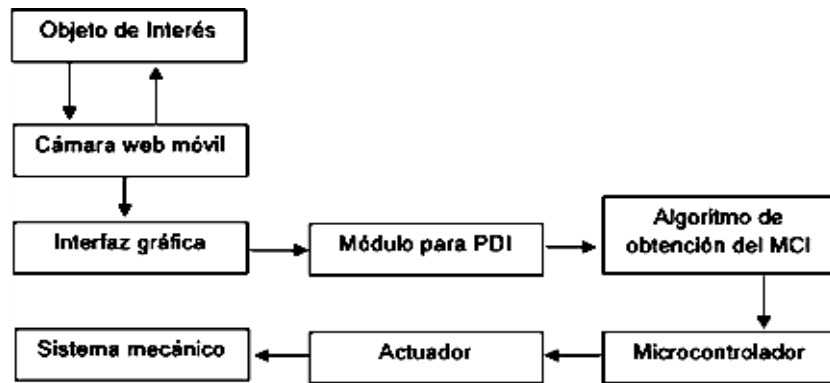 Objeto de Interés
Cámara web móvil
Interfaz gráfica
Módulo para PDI
Algoritmo de
obtención del MCI
Sistema mecánico
Actuador
Microcontrolador